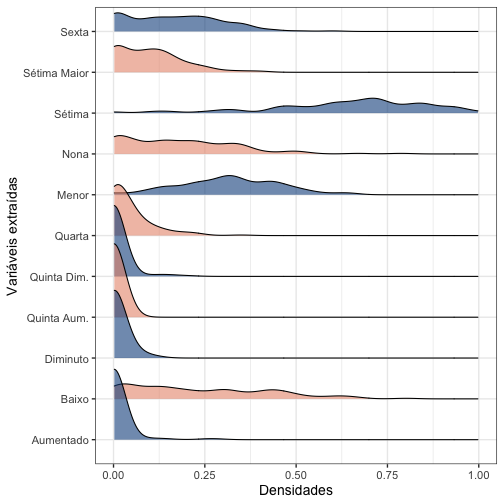 Sexta
Sétima Maior
Sétima
Nona
Menor
Quarta
Quinta Dim.
Quinta Aum.
Diminuto
Baixo
Aumentado
Variáveis extraídas
0.00 0.25 0.50 0.75 1.00
Densidades